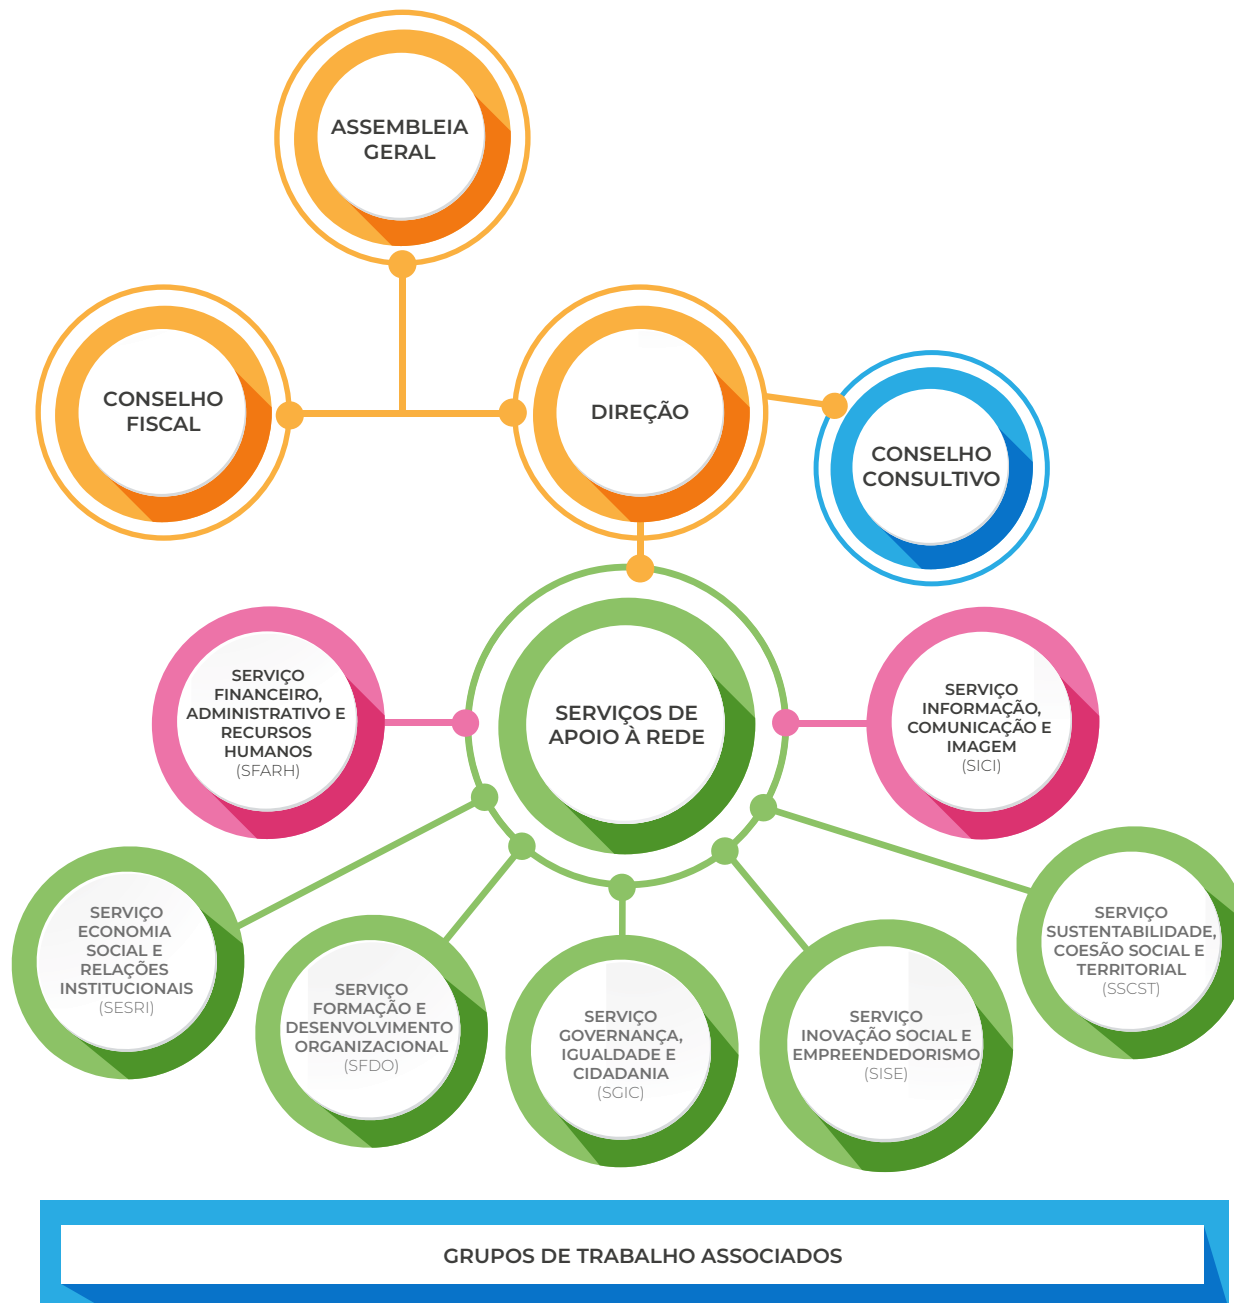 ASSEMBLEIA
GERAL
CONSELHO
FISCAL
DIREÇÃO
CONSELHO
CONSULTIVO
SERVIÇO
FINANCEIRO,
ADMINISTRATIVO E
RECURSOS
HUMANOS
(SFARH)
SERVIÇOS DE
APOIO À REDE
SERVIÇO
INFORMAÇÃO,
COMUNICAÇÃO E
IMAGEM
(SICI)
SERVIÇO
ECONOMIA
SOCIAL E
RELAÇÕES
INSTITUCIONAIS
(SESRI)
SERVIÇO
FORMAÇÃO E
DESENVOLVIMENTO
ORGANIZACIONAL
(SFDO)
SERVIÇO
GOVERNANÇA,
IGUALDADE E
CIDADANIA
(SGIC)
SERVIÇO
INOVAÇÃO SOCIAL E
EMPREENDEDORISMO
(SISE)
SERVIÇO
SUSTENTABILIDADE,
COESÃO SOCIAL E
TERRITORIAL
(SSCST)
GRUPOS DE TRABALHO ASSOCIADOS